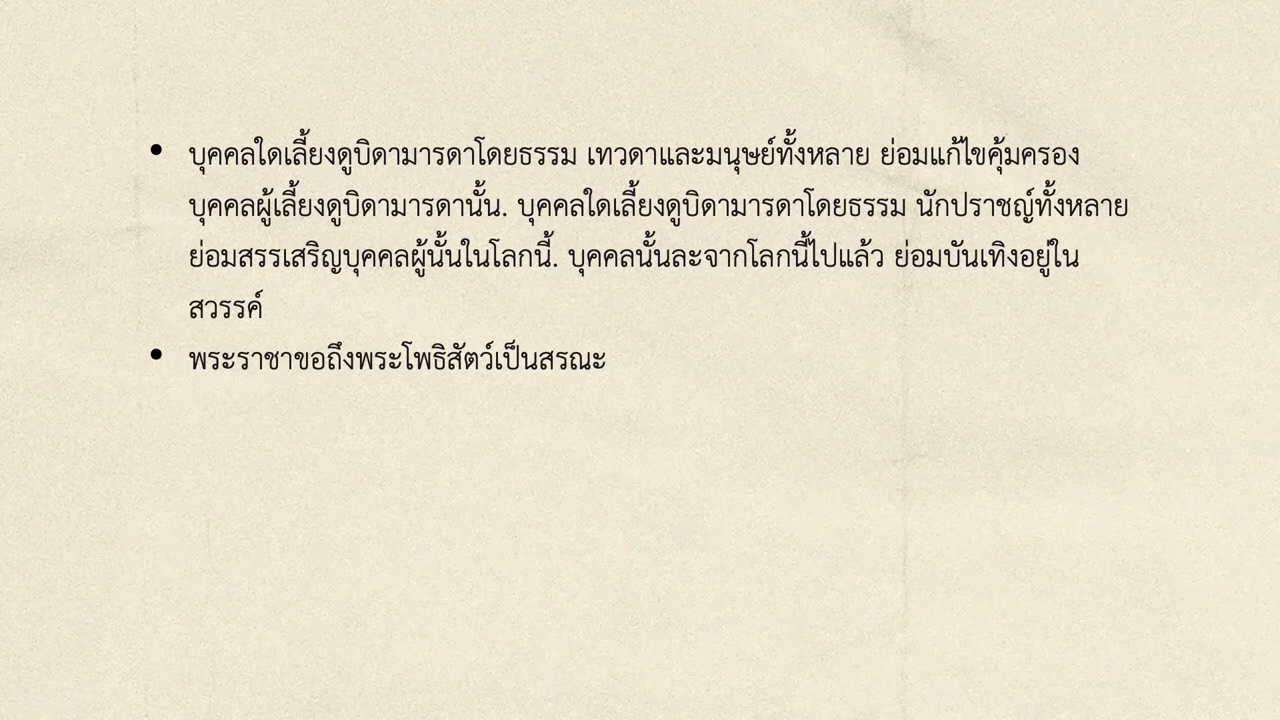 • บุคคลใดเลี้ยงดูบิดามารดาโดยธรรม เทวดาและมนุษย์ทั้งหลาย ย่อมแก้ไขคุ้มครอง
บุคคลผู้เลี้ยงดูบิดามารดานั้น. บุคคลใดเลี้ยงดูบิดามารดาโดยธรรม นักปราชญ์ทั้งหลาย
ย่อมสรรเสริญบุคคลผู้นั้นในโลกนี้. บุคคลนั้นละจากโลกนี้ไปแล้ว ย่อมบันเทิงอยู่ใน
สวรรค์
• พระราชาขอถึงพระโพธิสัตว์เป็นสรณะ